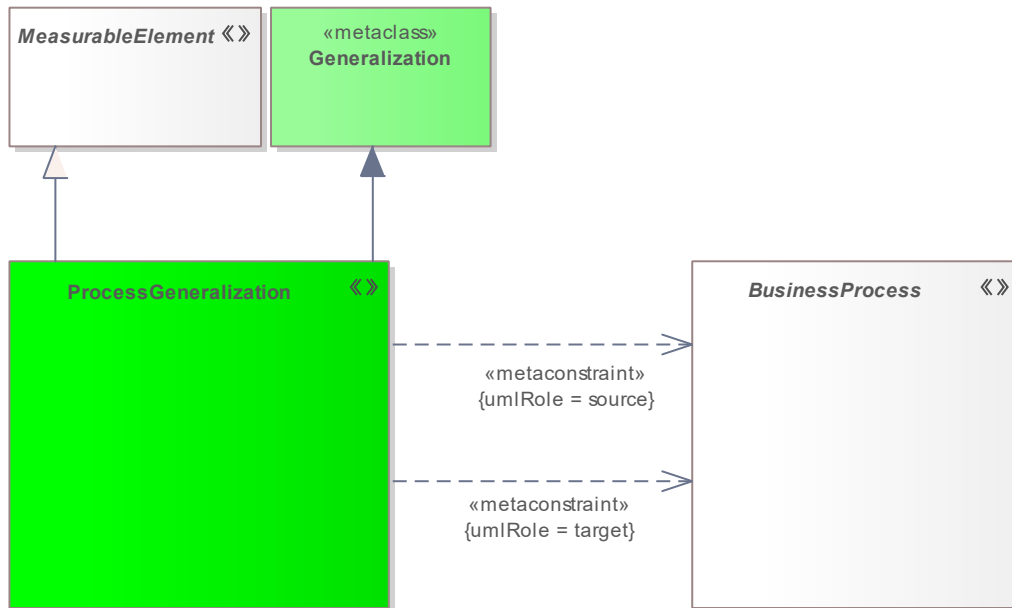 MeasurableElement «»
«metaclass»
Generalization
ProcessGeneralization «»
BusinessProcess «»
«metaconstraint»
{umlRole = source}
«metaconstraint»
{umlRole = target}